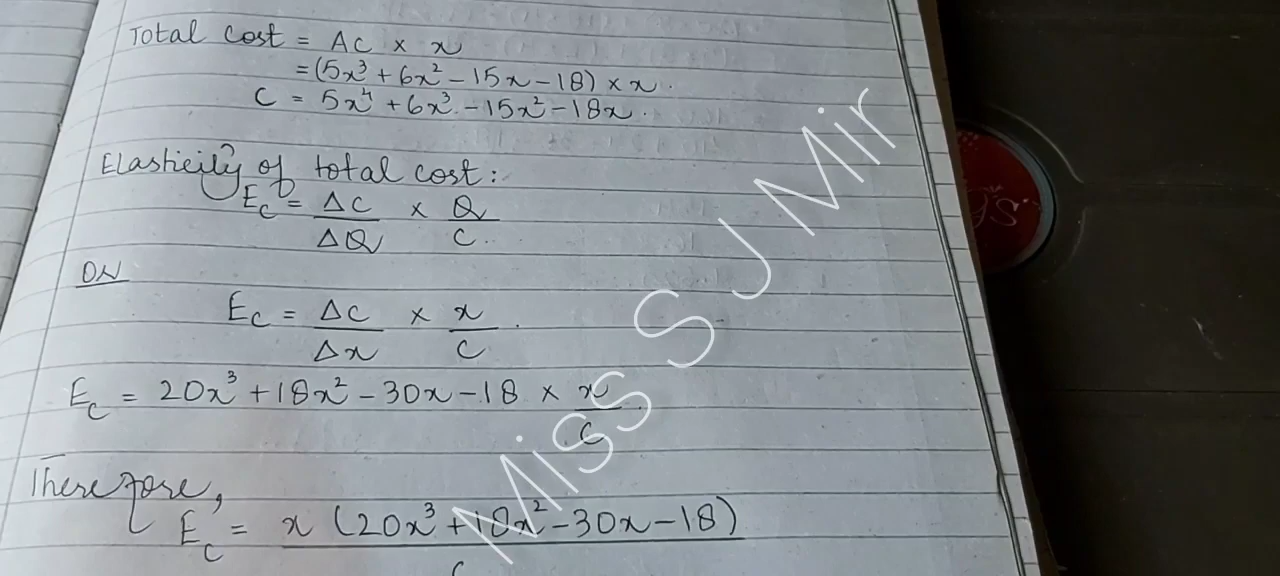 Total Cost = AC × x
= (5x³ + 6x² – 15x – 18) × x.
C = 5x⁴ + 6x³ – 15x² – 18x.
Elasticity of total cost:
E_C = ΔC/ΔQ × Q/C.
ON
E_C = ΔC/Δx × x/C.
E_C = 20x³ + 18x² – 30x – 18 × x/C.
Therefore,
E_C = x (20x³ + 18x² – 30x – 18)
Miss S J Mir